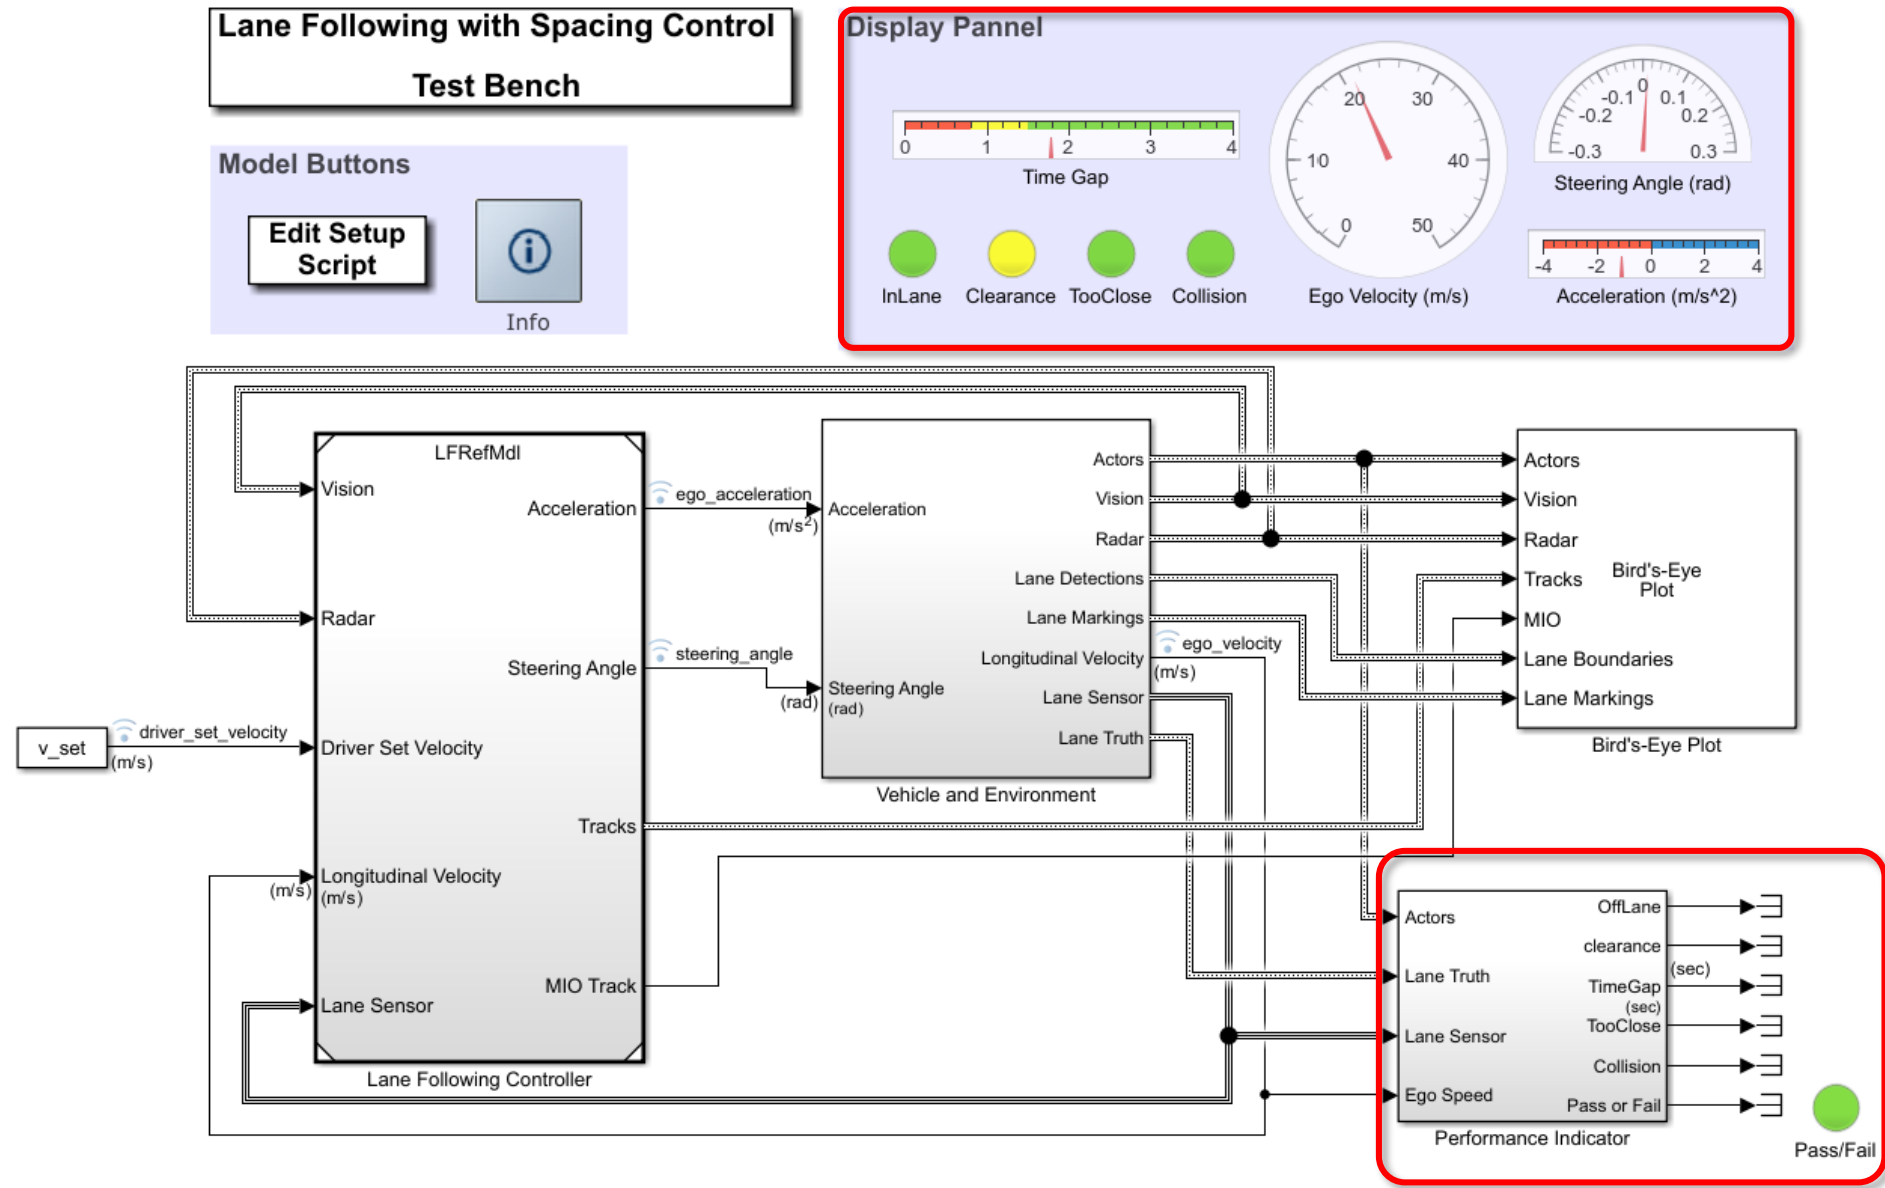 Lane Following with Spacing Control
Test Bench
Model Buttons
Edit Setup
Script
Info
Display Pannel
0 1 2 3 4
Time Gap
InLane Clearance TooClose Collision
0 10 20 30 40 50
Ego Velocity (m/s)
-0.3 -0.2 -0.1 0 0.1 0.2 0.3
Steering Angle (rad)
-4 -2 0 2 4
Acceleration (m/s^2)
v_set
driver_set_velocity
(m/s)
LFRefMdl
Vision
Radar
Driver Set Velocity
(m/s)
Longitudinal Velocity
(m/s)
Lane Sensor
Acceleration
Steering Angle
Tracks
MIO Track
Lane Following Controller
ego_acceleration
(m/s²)
steering_angle
(rad)
Acceleration
Steering Angle
(rad)
Actors
Vision
Radar
Lane Detections
Lane Markings
Longitudinal Velocity
Lane Sensor
Lane Truth
Vehicle and Environment
ego_velocity
(m/s)
Actors
Vision
Radar
Tracks
MIO
Lane Boundaries
Lane Markings
Bird's-Eye
Plot
Bird's-Eye Plot
Actors
Lane Truth
Lane Sensor
Ego Speed
OffLane
clearance
(sec)
TimeGap
(sec)
TooClose
Collision
Pass or Fail
Performance Indicator
Pass/Fail